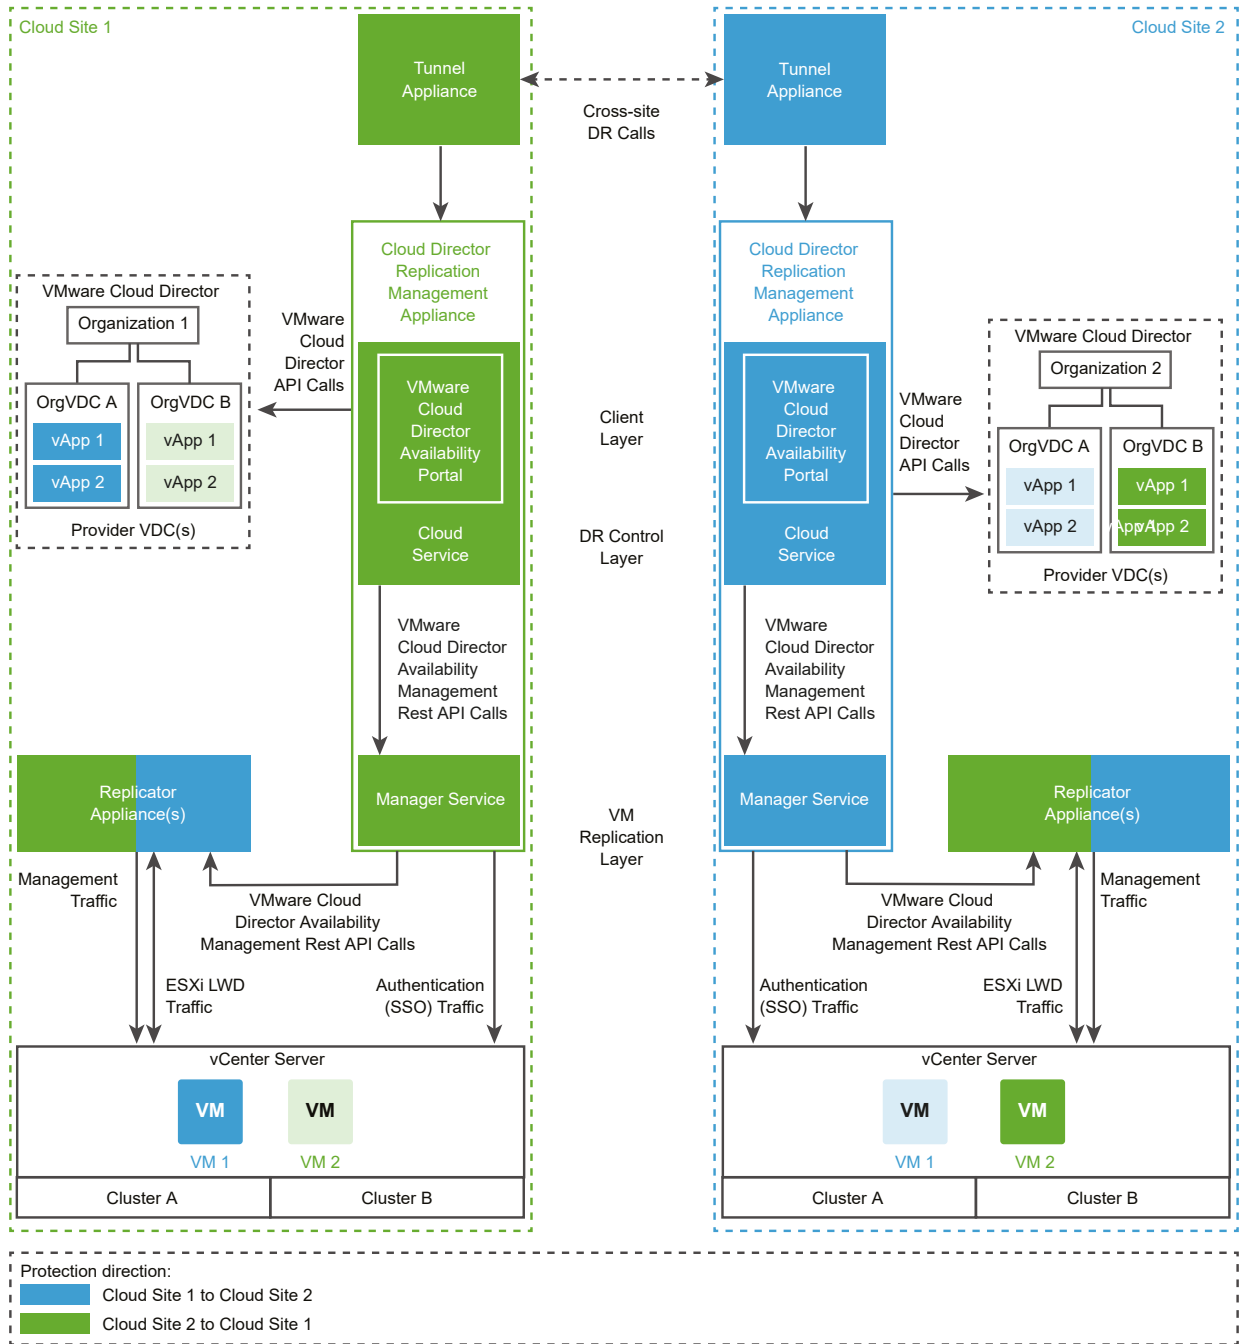 Cloud Site 1
Cloud Site 2
Tunnel
Appliance
Cross-site
DR Calls
Tunnel
Appliance
Cloud Director
Replication
Management
Appliance
Cloud Director
Replication
Management
Appliance
VMware Cloud Director
Organization 1
OrgVDC A
OrgVDC B
vApp 1
vApp 2
vApp 1
vApp 2
Provider VDC(s)
VMware
Cloud
Director
API Calls
VMware
Cloud
Director
Availability
Portal
Cloud
Service
Client
Layer
DR Control
Layer
VMware
Cloud
Director
Availability
Portal
Cloud
Service
VMware
Cloud
Director
API Calls
VMware Cloud Director
Organization 2
OrgVDC A
OrgVDC B
vApp 1
vApp 2
vApp 1
vApp 1
vApp 2
Provider VDC(s)
VMware
Cloud Director
Availability
Management
Rest API Calls
VMware
Cloud Director
Availability
Management
Rest API Calls
Replicator
Appliance(s)
Manager Service
VM
Replication
Layer
Manager Service
Replicator
Appliance(s)
Management
Traffic
VMware Cloud
Director Availability
Management Rest API Calls
VMware Cloud
Director Availability
Management Rest API Calls
Management
Traffic
ESXi LWD
Traffic
Authentication
(SSO) Traffic
Authentication
(SSO) Traffic
ESXi LWD
Traffic
vCenter Server
VM
VM
VM 1
VM 2
Cluster A
Cluster B
vCenter Server
VM
VM
VM 1
VM 2
Cluster A
Cluster B
Protection direction:
Cloud Site 1 to Cloud Site 2
Cloud Site 2 to Cloud Site 1